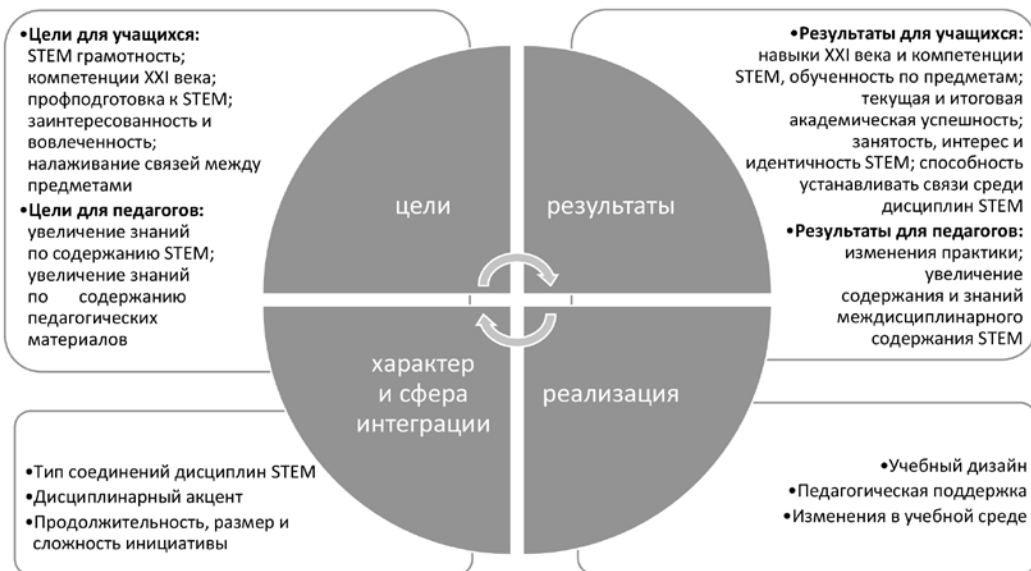 •Цели для учащихся:
STEM грамотность;
компетенции XXI века;
профподготовка к STEM;
заинтересованность и
вовлеченность;
налаживание связей между
предметами
•Цели для педагогов:
увеличение знаний
по содержанию STEM;
увеличение знаний
по содержанию
педагогических
материалов
цели
результаты
•Результаты для учащихся:
навыки XXI века и компетенции
STEM, обученность по предметам;
текущая и итоговая
академическая успешность;
занятость, интерес и
идентичность STEM; способность
устанавливать связи среди
дисциплин STEM
•Результаты для педагогов:
изменения практики;
увеличение
содержания и знаний
междисциплинарного
содержания STEM
характер
и сфера
интеграции
реализация
•Тип соединений дисциплин STEM
•Дисциплинарный акцент
•Продолжительность, размер и
сложность инициативы
•Учебный дизайн
•Педагогическая поддержка
•Изменения в учебной среде